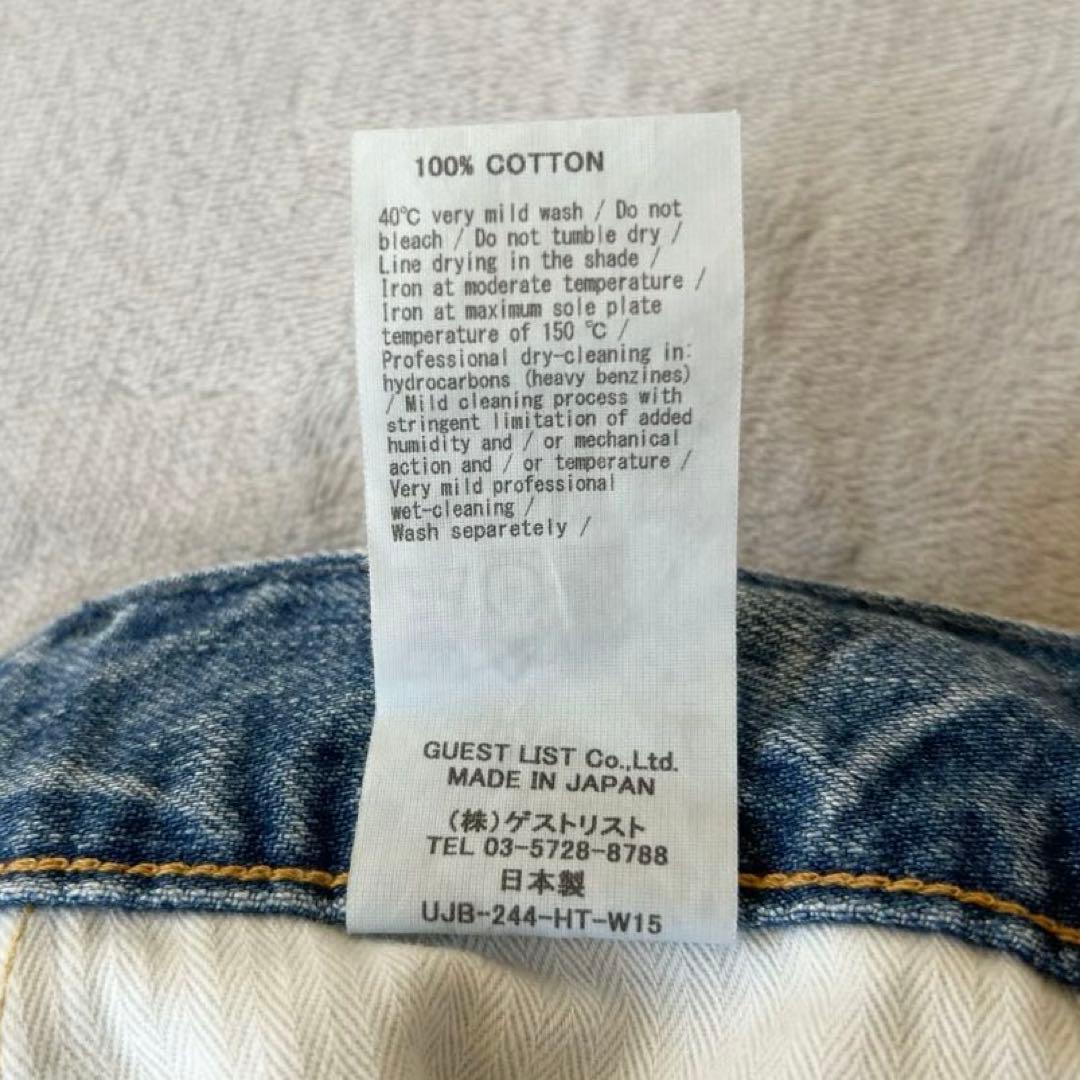 100% COTTON
40℃ very mild wash / Do not
bleach / Do not tumble dry /
Line drying in the shade /
Iron at moderate temperature /
Iron at maximum sole plate
temperature of 150 ℃ /
Professional dry-cleaning in:
hydrocarbons (heavy benzines)
/ Mild cleaning process with
stringent limitation of added
humidity and / or mechanical
action and / or temperature /
Very mild professional
wet-cleaning /
Wash separetely /
GUEST LIST Co.,Ltd.
MADE IN JAPAN
(株)ゲストリスト
TEL 03-5728-8788
日本製
UJB-244-HT-W15